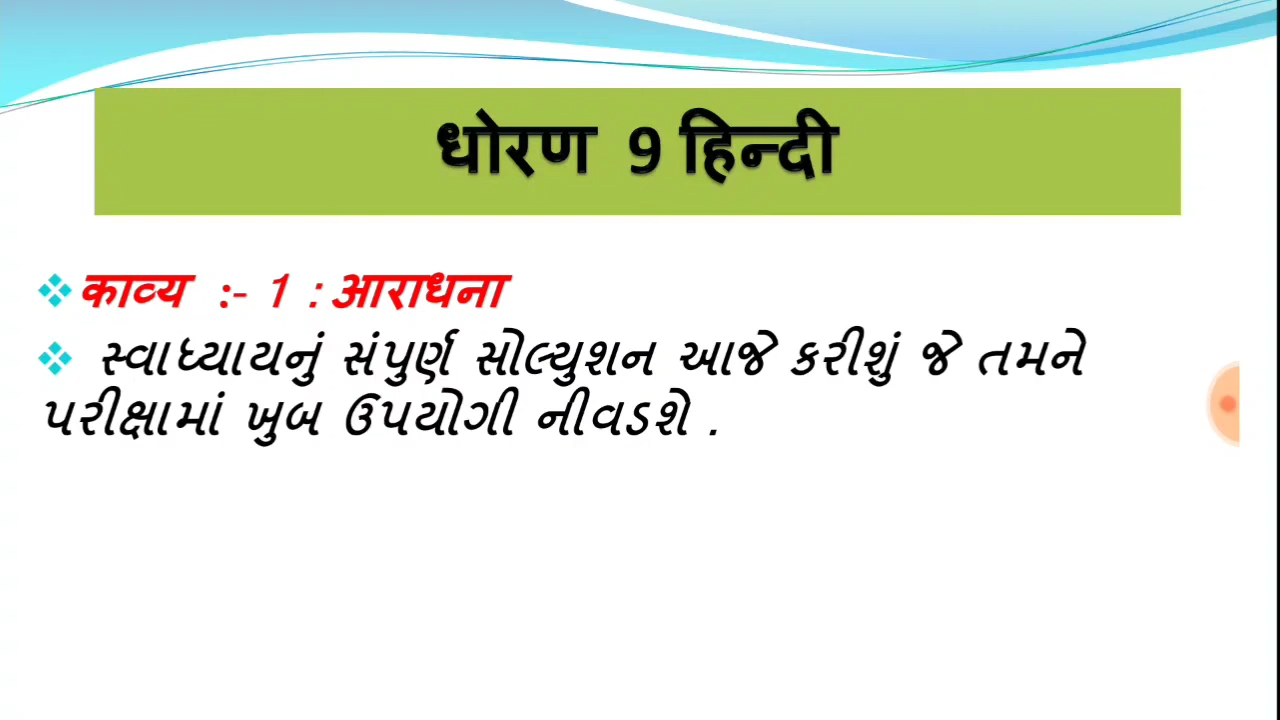 धोरण 9 हिन्दी
काव्य :- 1 : आराधना
સ્વાધ્યાયનું સંપુર્ણ સોલ્યુશન આજે કરીશું જે તમને
પરીક્ષામાં ખુબ ઉપયોગી નીવડશે .